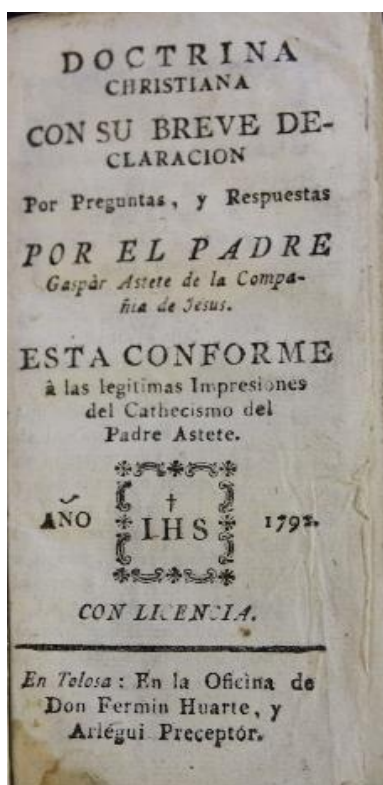 DOCTRINA
CHRISTIANA
CON SU BREVE DE-
CLARACION
Por Preguntas, y Respuestas
POR EL PADRE
Gaspàr Astete de la Compa-
ñia de Jesus.
ESTA CONFORME
à las legitimas Impresiones
del Cathecismo del
Padre Astete.
AÑO
†
IHS
CON LICENCIA.
En Tolosa: En la Oficina de
Don Fermin Huarte, y
Arlégui Preceptór.